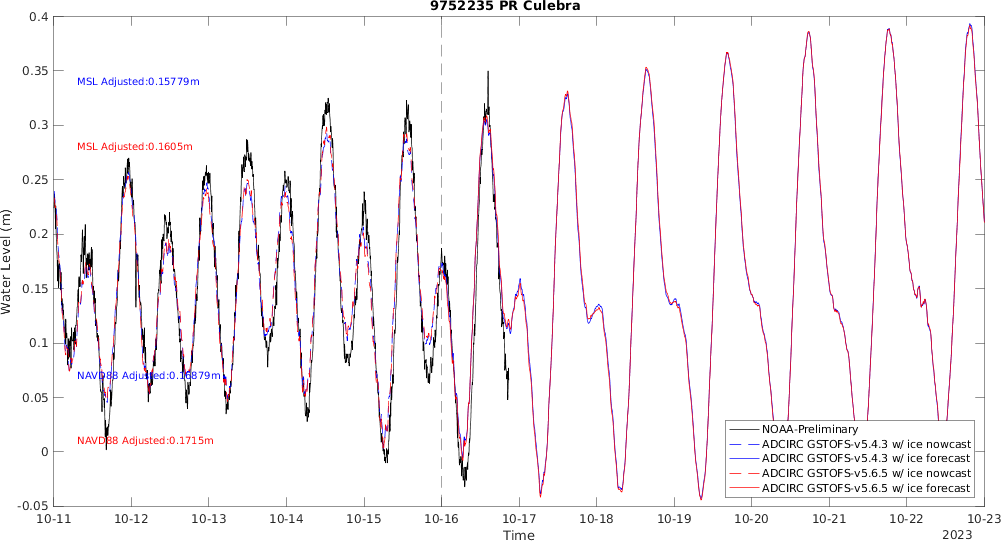 9752235 PR Culebra
0.4
0.35
0.3
0.25
0.2
0.15
0.1
0.05
0
-0.05
Water Level (m)
MSL Adjusted:0.15779m
MSL Adjusted:0.1605m
NAVD88 Adjusted:0.16879m
NAVD88 Adjusted:0.1715m
NOAA-Preliminary
ADCIRC GSTOFS-v5.4.3 w/ ice nowcast
ADCIRC GSTOFS-v5.4.3 w/ ice forecast
ADCIRC GSTOFS-v5.6.5 w/ ice nowcast
ADCIRC GSTOFS-v5.6.5 w/ ice forecast
10-11 10-12 10-13 10-14 10-15 10-16 10-17 10-18 10-19 10-20 10-21 10-22 10-23
Time
2023